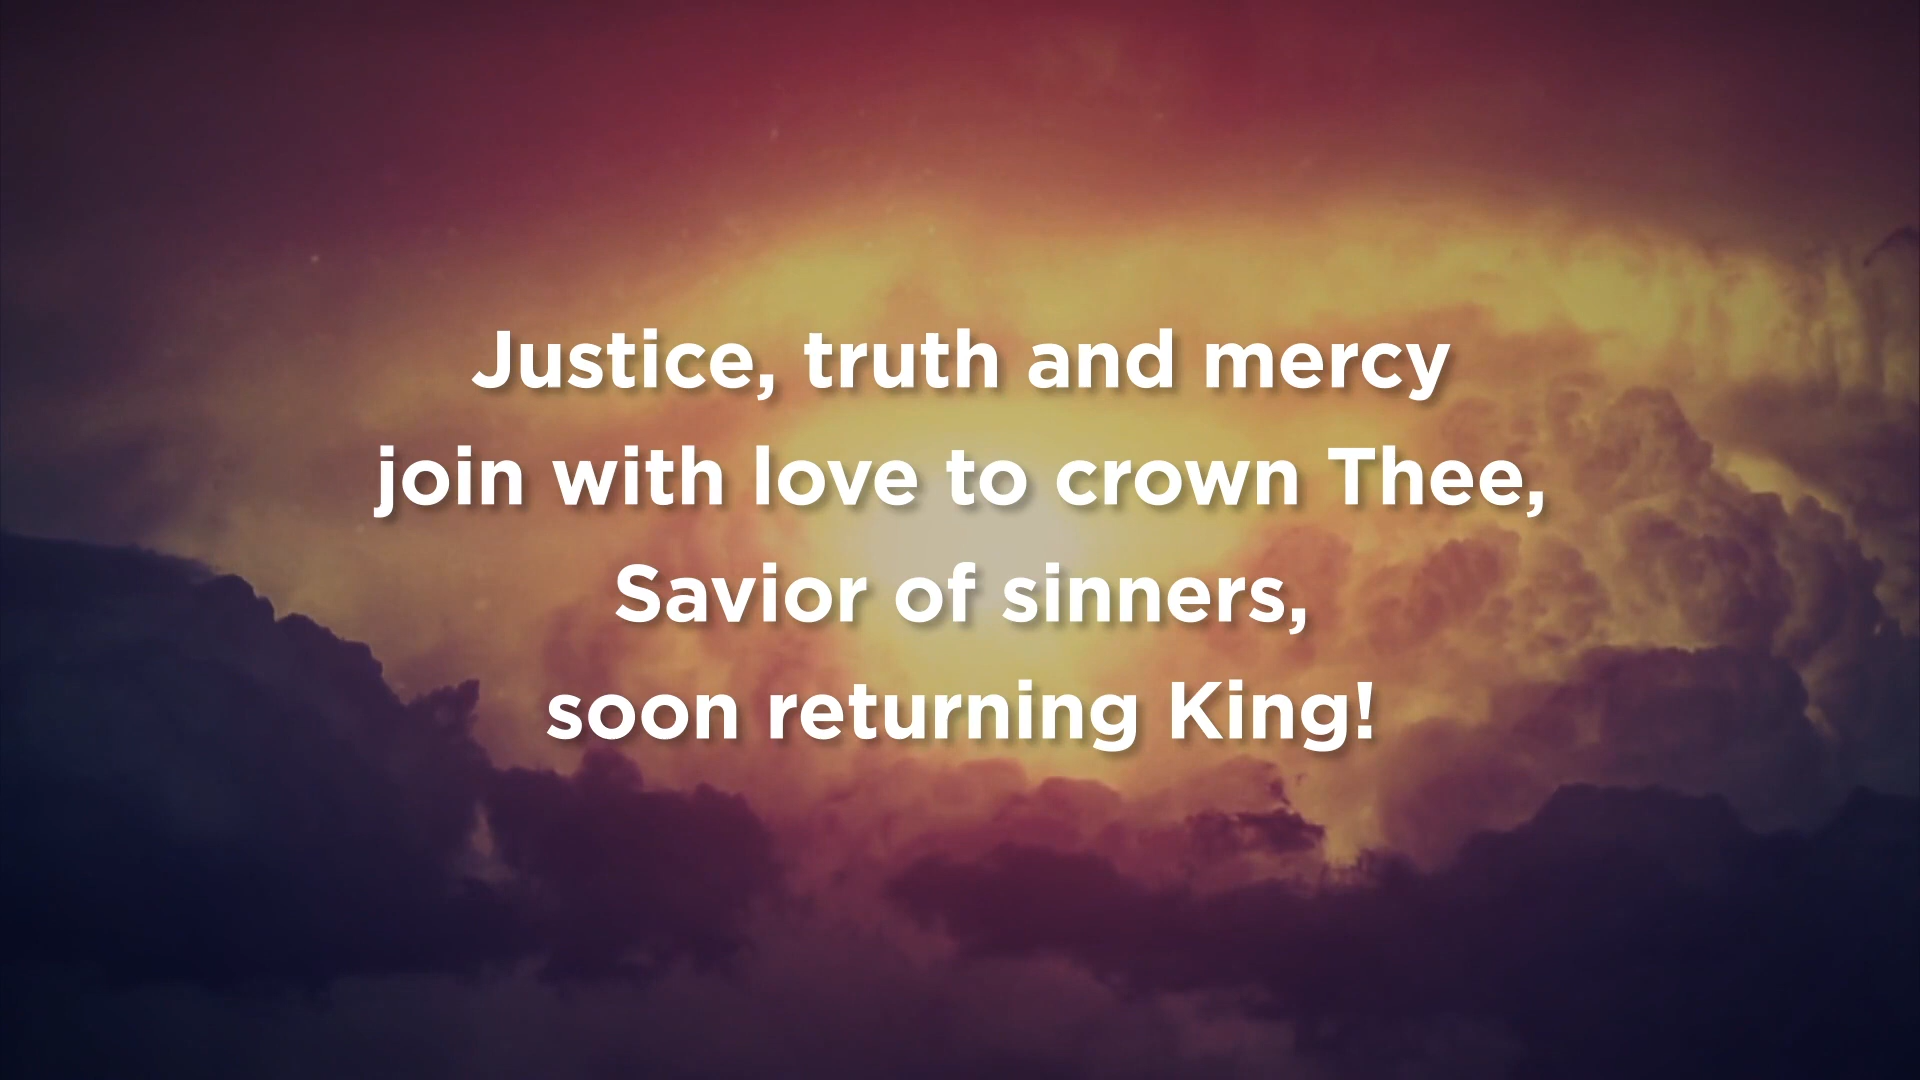 Justice, truth and mercy
join with love to crown Thee,
Savior of sinners,
soon returning King!